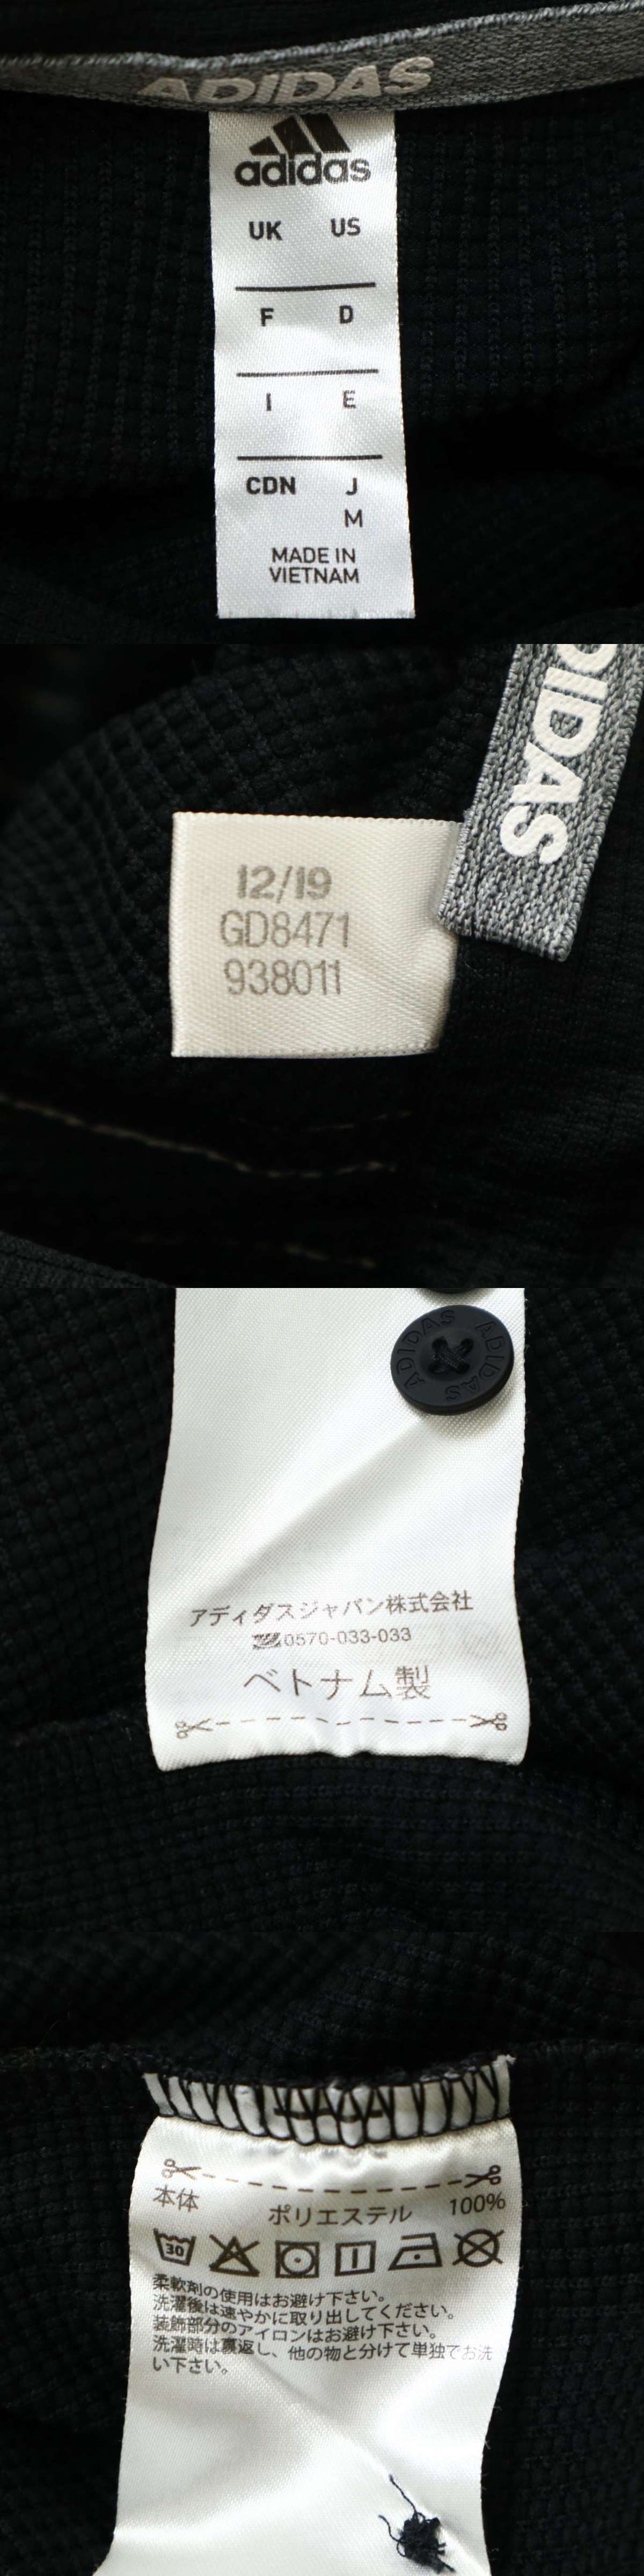 ADIDAS
adidas
UK US
F D
I E
CDN J
M
MADE IN
VIETNAM
DIDAS
12/19
GD8471
938011
ADIDAS ADIDAS
アディダスジャパン株式会社
0570-033-033
ベトナム製
本体 ポリエステル 100%
30
柔軟剤の使用はお避け下さい。
洗濯後は速やかに取り出してください。
装飾部分のアイロンはお避け下さい。
洗濯時は裏返し、他の物と分けて単独でお洗
い下さい。